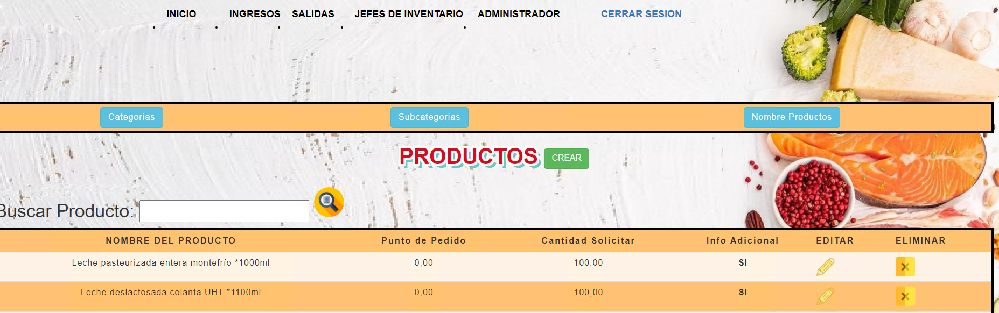 INICIO INGRESOS SALIDAS JEFES DE INVENTARIO ADMINISTRADOR CERRAR SESION
Categorias Subcategorias Nombre Productos
PRODUCTOS CREAR
Buscar Producto:
NOMBRE DEL PRODUCTO Punto de Pedido Cantidad Solicitar Info Adicional EDITAR ELIMINAR
Leche pasteurizada entera montefrío *1000ml 0,00 100,00 SI
Leche deslactosada colanta UHT *1100ml 0,00 100,00 SI